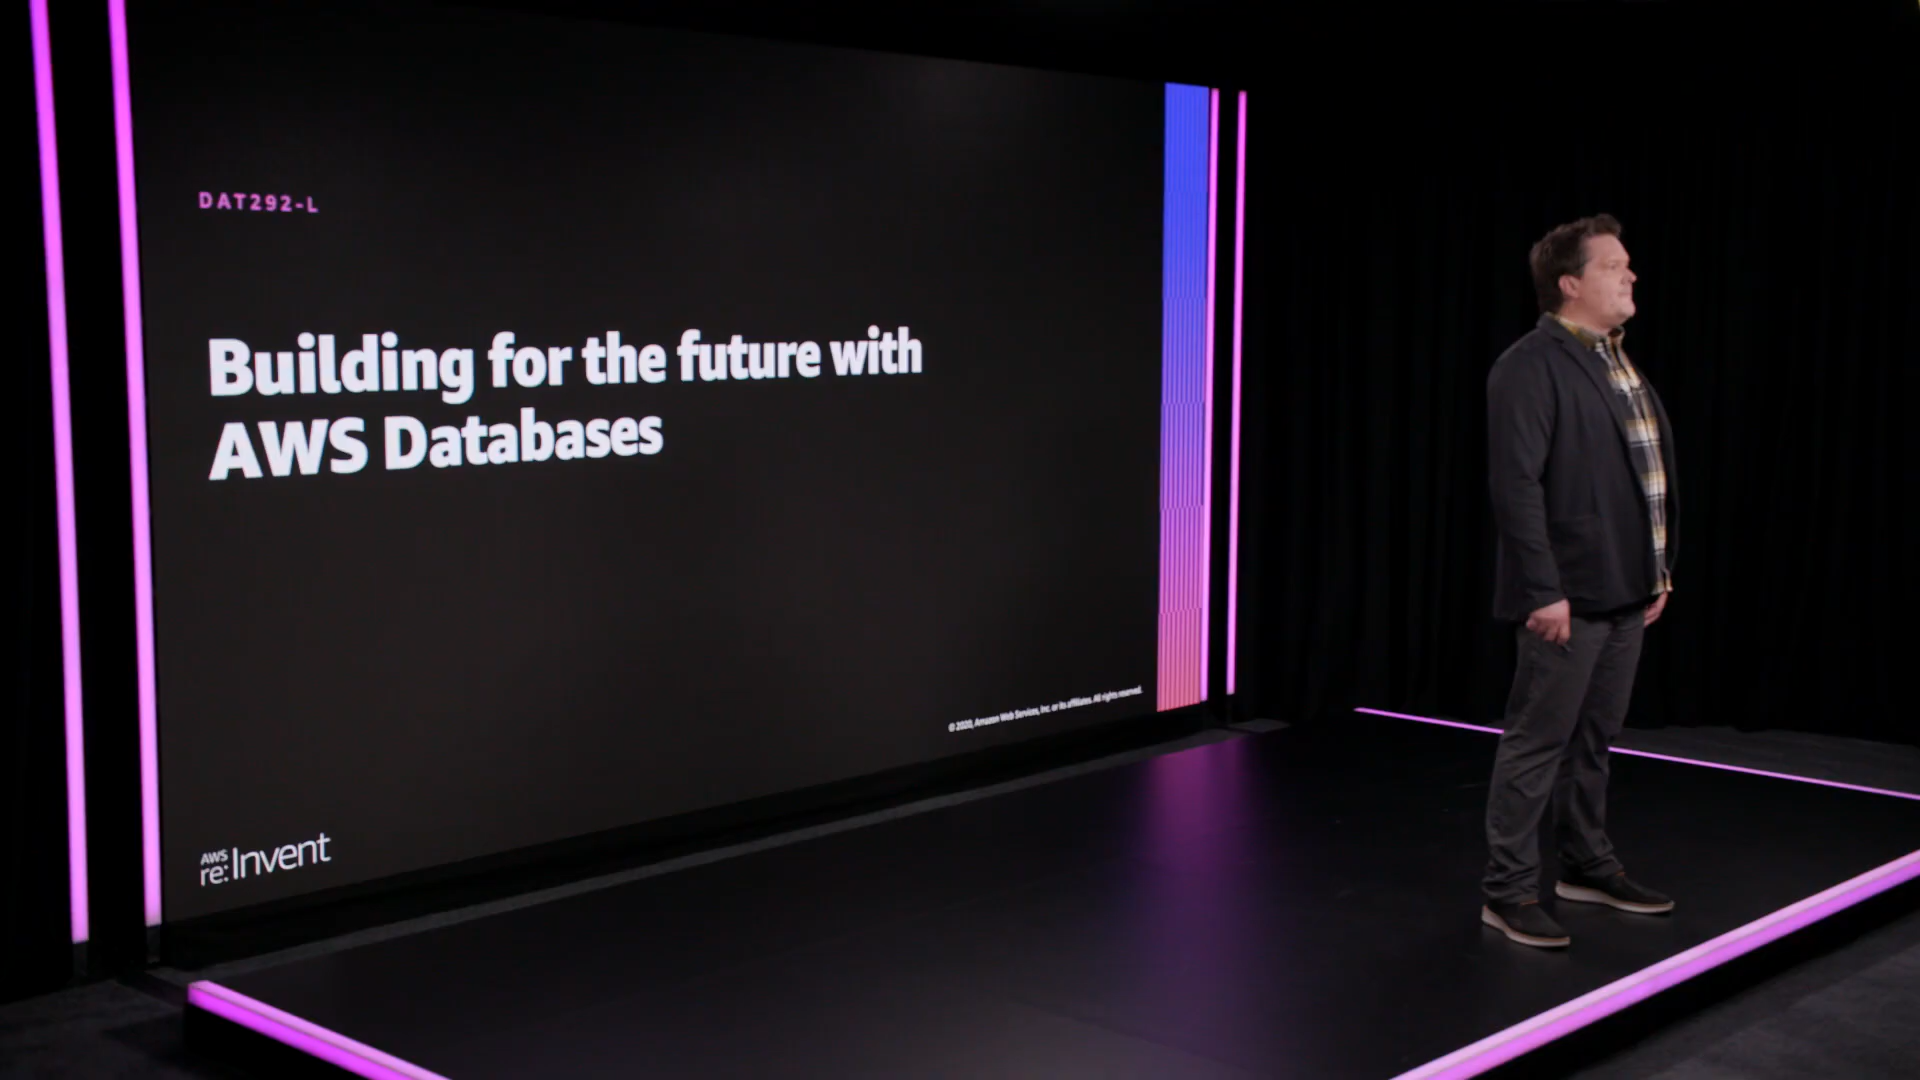 DAT292-L
Building for the future with
AWS Databases
© 2020, Amazon Web Services, Inc. or its affiliates. All rights reserved.
AWS
re:Invent